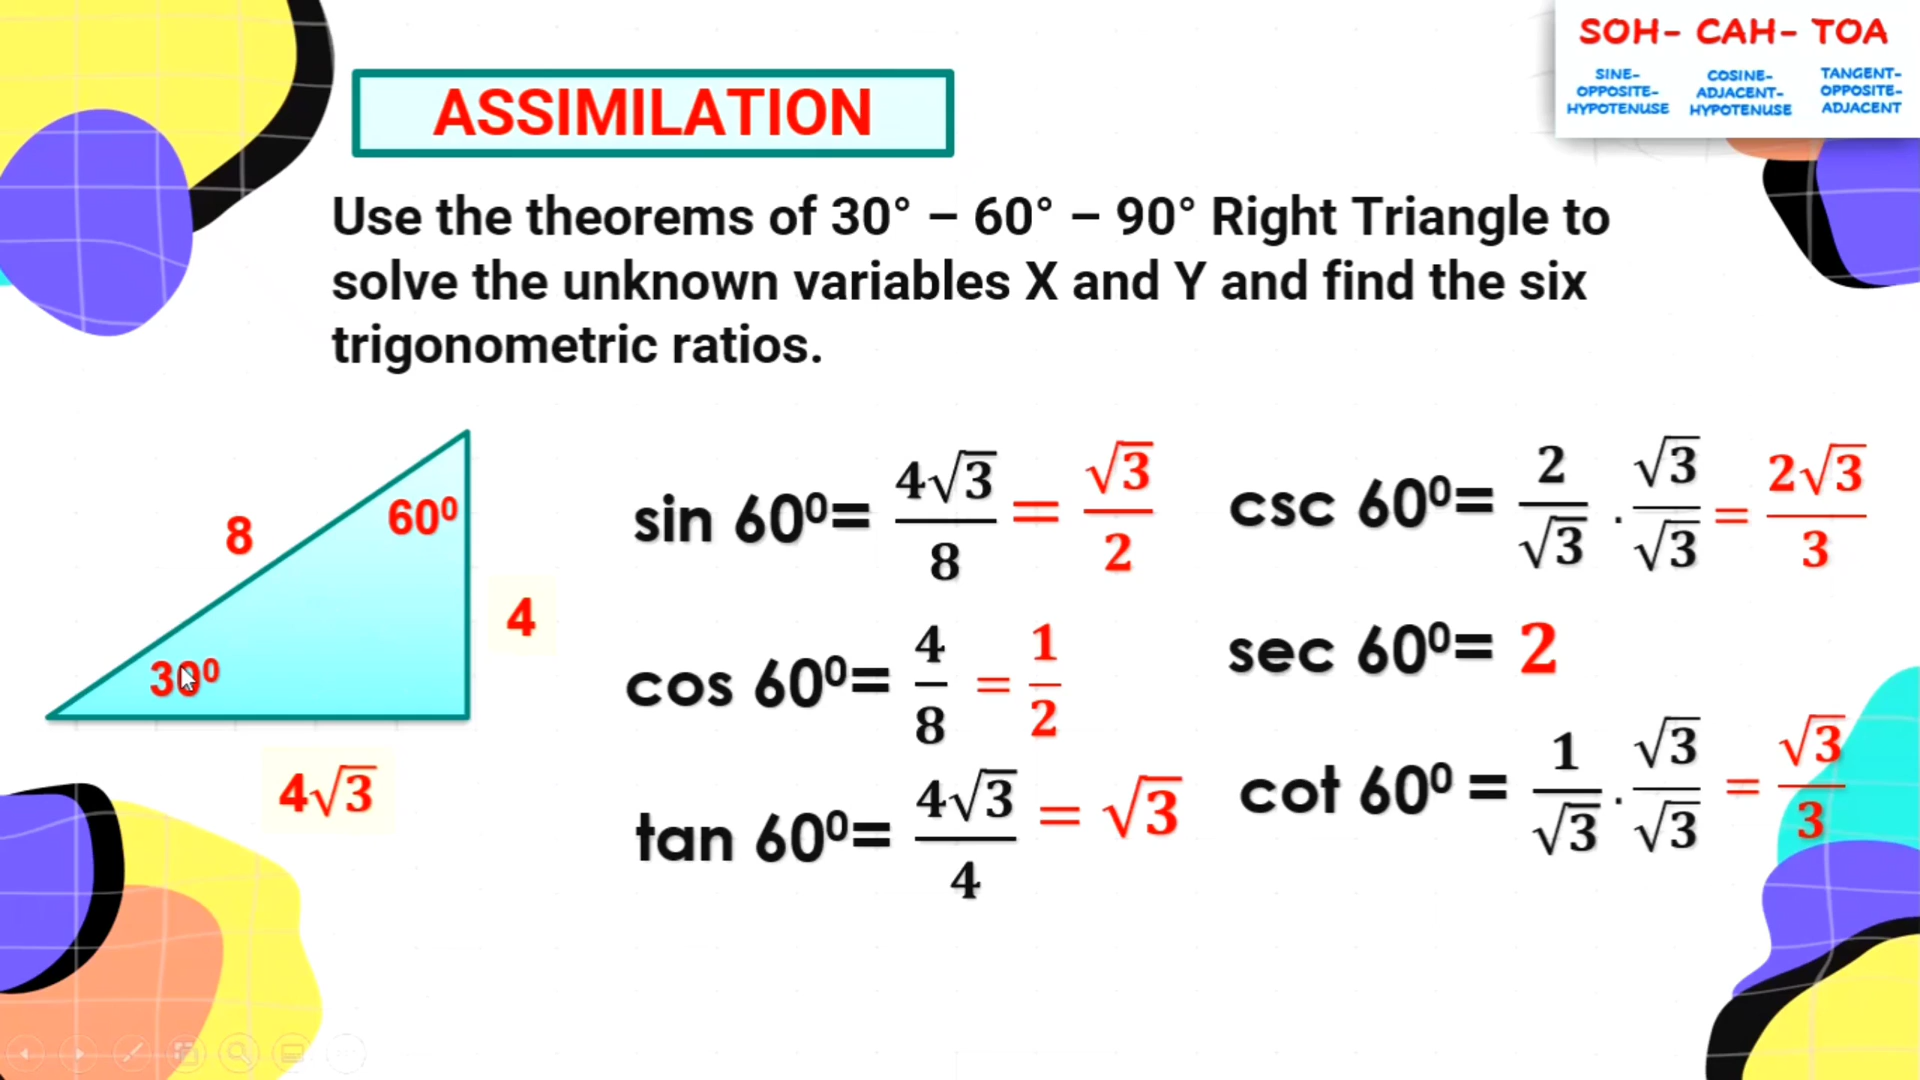 SOH- CAH- TOA
SINE-
OPPOSITE-
HYPOTENUSE
COSINE-
ADJACENT-
HYPOTENUSE
TANGENT-
OPPOSITE-
ADJACENT
ASSIMILATION
Use the theorems of 30° – 60° – 90° Right Triangle to
solve the unknown variables X and Y and find the six
trigonometric ratios.
8
60⁰
30⁰
4
4√3
sin 60⁰= 4√3/8 = √3/2
cos 60⁰= 4/8 = 1/2
tan 60⁰= 4√3/4 = √3
csc 60⁰= 2/√3 · √3/√3 = 2√3/3
sec 60⁰= 2
cot 60⁰ = 1/√3 · √3/√3 = √3/3